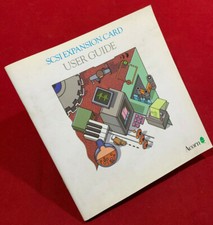 SCSI EXPANSION CARD
USER GUIDE
Acorn